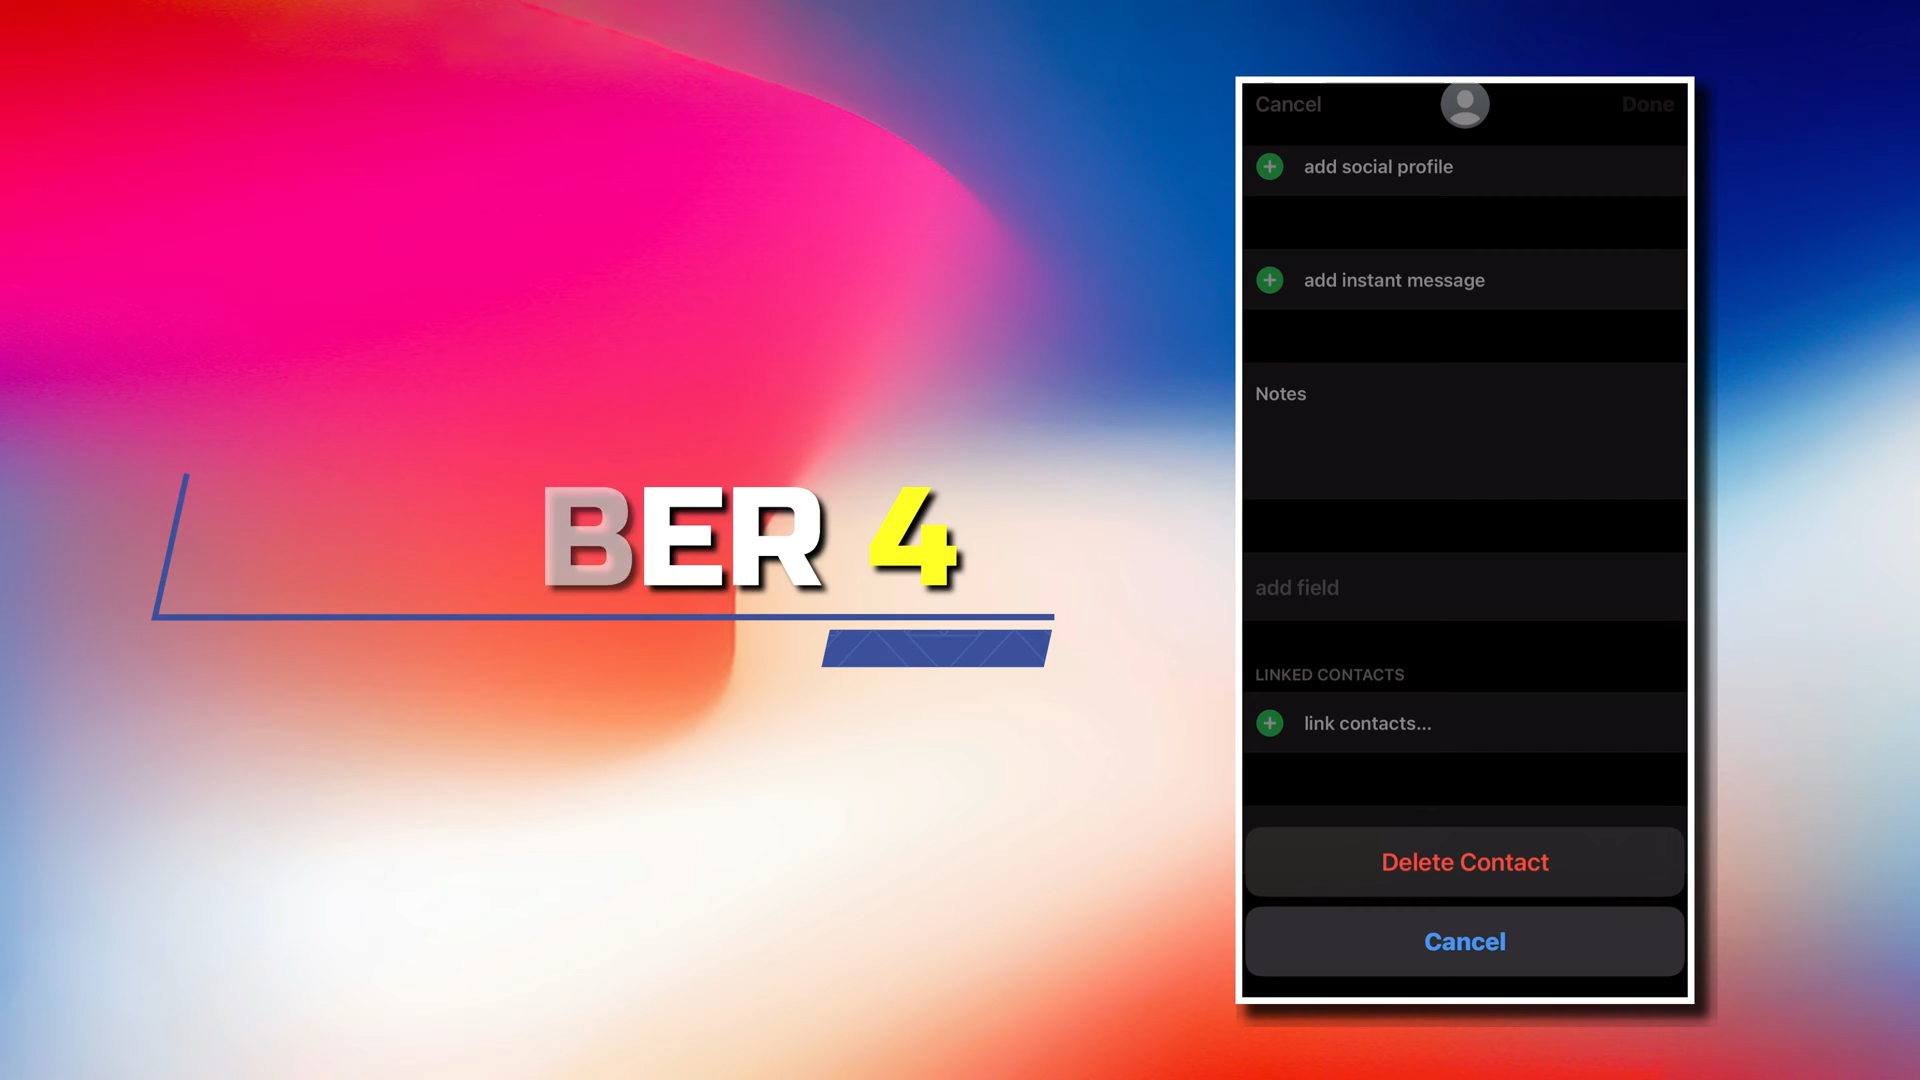 BER 4
Cancel
Done
add social profile
add instant message
Notes
add field
LINKED CONTACTS
link contacts...
Delete Contact
Cancel